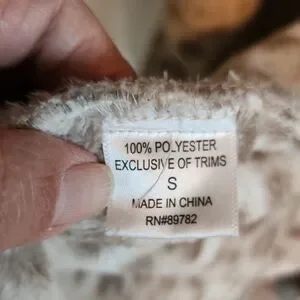 100% POLYESTER
EXCLUSIVE OF TRIMS
S
MADE IN CHINA
RN#89782